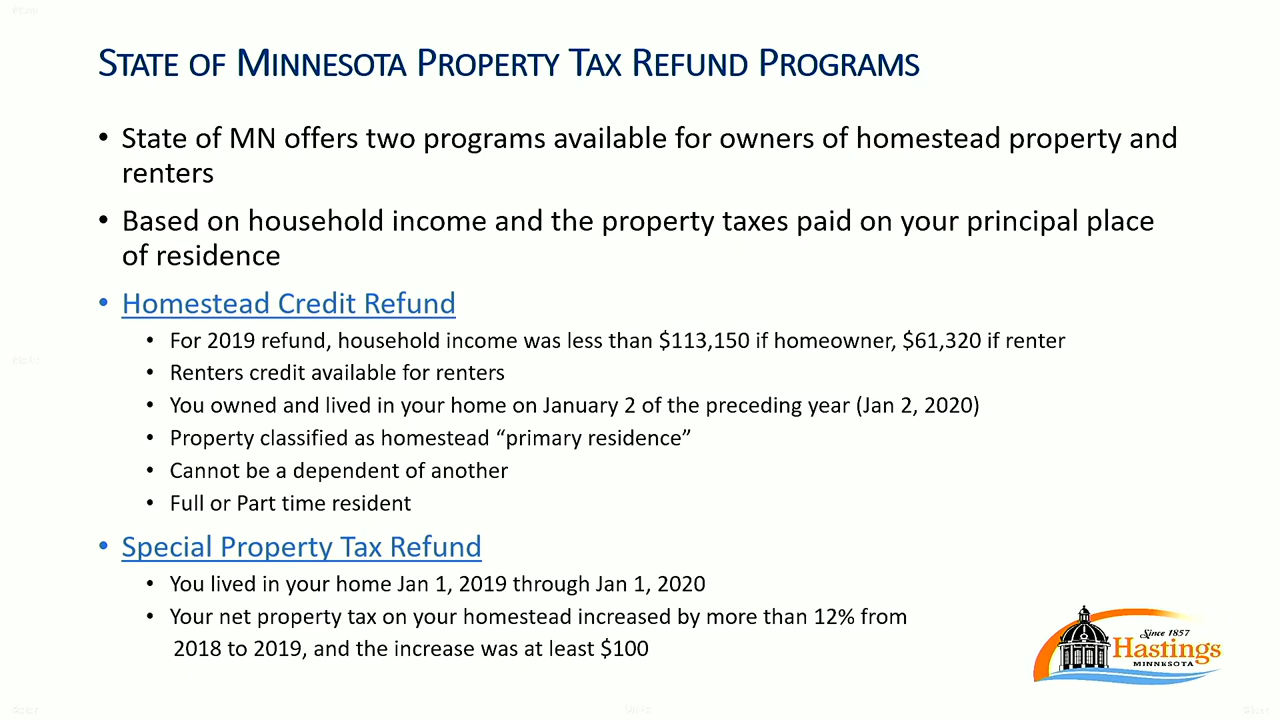 STATE OF MINNESOTA PROPERTY TAX REFUND PROGRAMS
• State of MN offers two programs available for owners of homestead property and
renters
• Based on household income and the property taxes paid on your principal place
of residence
• Homestead Credit Refund
• For 2019 refund, household income was less than $113,150 if homeowner, $61,320 if renter
• Renters credit available for renters
• You owned and lived in your home on January 2 of the preceding year (Jan 2, 2020)
• Property classified as homestead “primary residence”
• Cannot be a dependent of another
• Full or Part time resident
• Special Property Tax Refund
• You lived in your home Jan 1, 2019 through Jan 1, 2020
• Your net property tax on your homestead increased by more than 12% from
2018 to 2019, and the increase was at least $100
Since 1857
Hastings
MINNESOTA